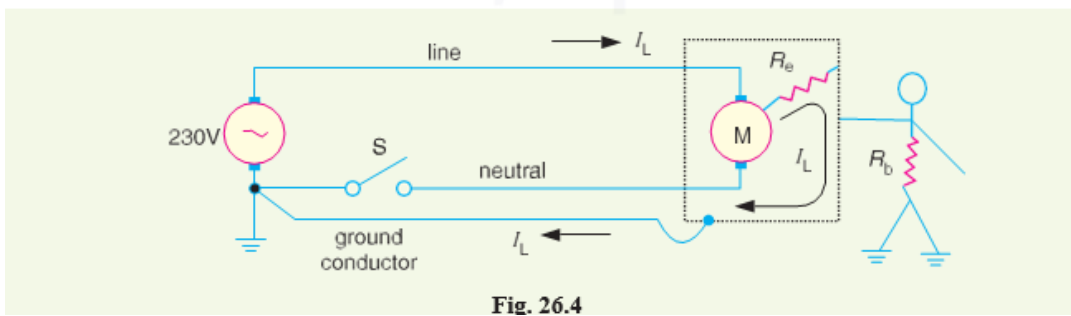 line
I_L
R_e
230V
S
M
I_L
R_b
neutral
ground
conductor
I_L
Fig. 26.4